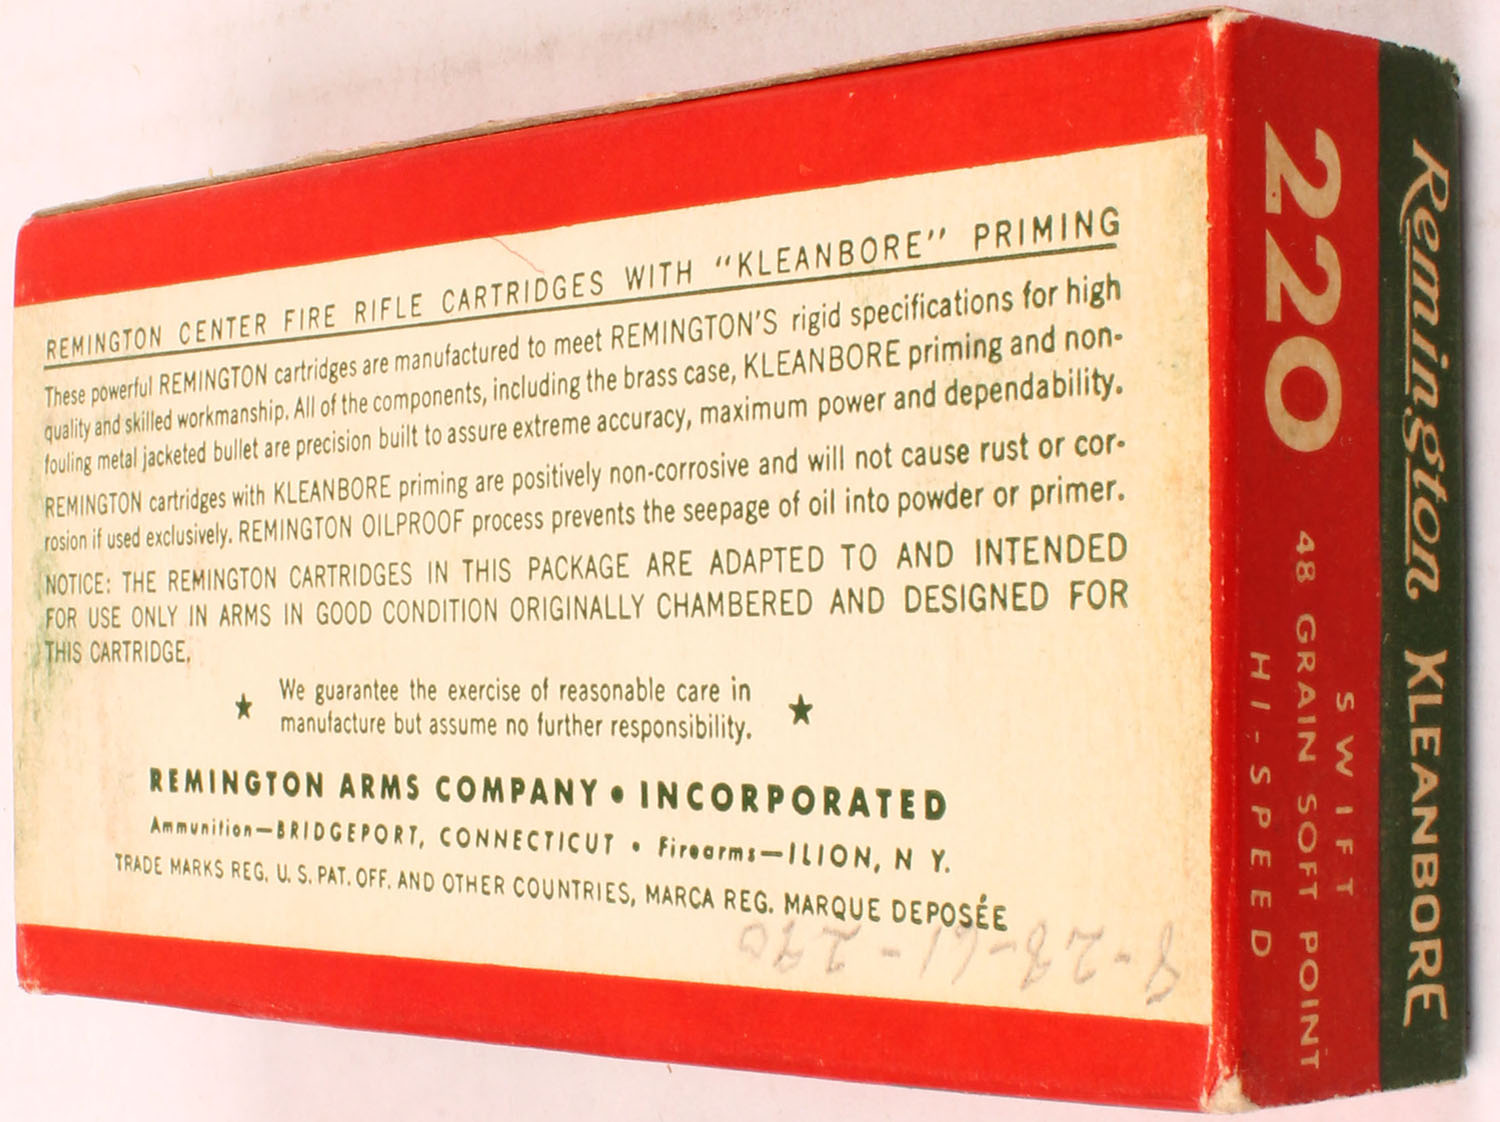 REMINGTON CENTER FIRE RIFLE CARTRIDGES WITH "KLEANBORE" PRIMING
These powerful REMINGTON cartridges are manufactured to meet REMINGTON'S rigid specifications for high
quality and skilled workmanship. All of the components, including the brass case, KLEANBORE priming and non-
fouling metal jacketed bullet are precision built to assure extreme accuracy, maximum power and dependability.
REMINGTON cartridges with KLEANBORE priming are positively non-corrosive and will not cause rust or cor-
rosion if used exclusively. REMINGTON OILPROOF process prevents the seepage of oil into powder or primer.
NOTICE: THE REMINGTON CARTRIDGES IN THIS PACKAGE ARE ADAPTED TO AND INTENDED
FOR USE ONLY IN ARMS IN GOOD CONDITION ORIGINALLY CHAMBERED AND DESIGNED FOR
THIS CARTRIDGE.
★ We guarantee the exercise of reasonable care in ★
manufacture but assume no further responsibility.
REMINGTON ARMS COMPANY • INCORPORATED
Ammunition—BRIDGEPORT, CONNECTICUT • Firearms—ILION, N Y.
TRADE MARKS REG. U. S. PAT. OFF. AND OTHER COUNTRIES, MARCA REG. MARQUE DEPOSÉE
8-28-61-
Remington KLEANBORE
220 SWIFT
48 GRAIN SOFT POINT
HI-SPEED